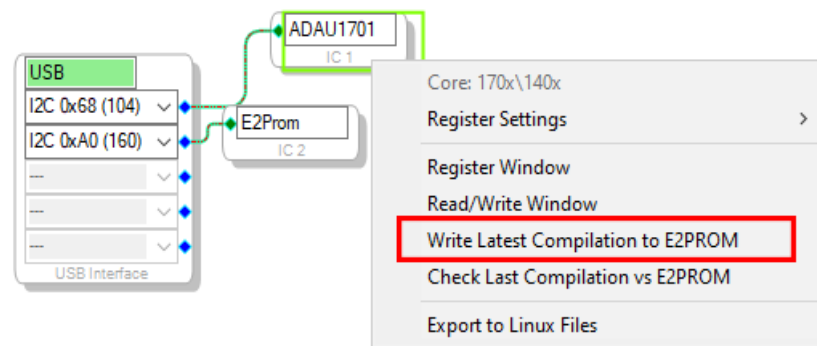 ADAU1701
IC 1
USB
I2C 0x68 (104)
I2C 0xA0 (160)
---
---
---
USB Interface
E2Prom
IC 2
Core: 170x\140x
Register Settings
Register Window
Read/Write Window
Write Latest Compilation to E2PROM
Check Last Compilation vs E2PROM
Export to Linux Files